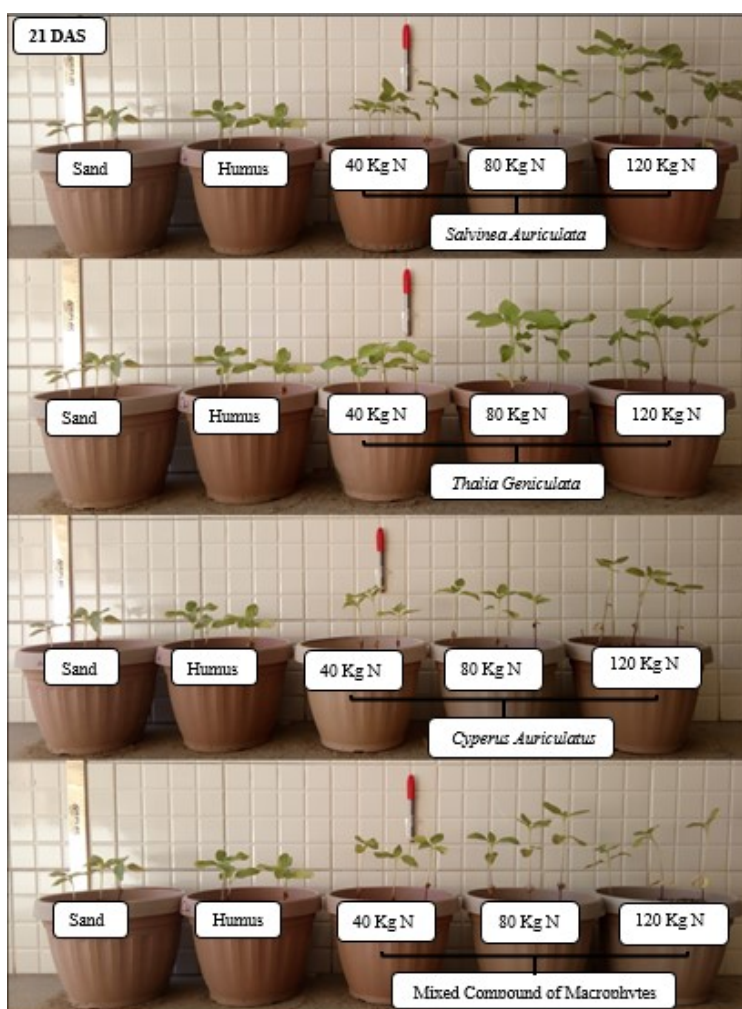 21 DAS
Sand
Humus
40 Kg N
80 Kg N
120 Kg N
Salvinea Auriculata
Sand
Humus
40 Kg N
80 Kg N
120 Kg N
Thalia Geniculata
Sand
Humus
40 Kg N
80 Kg N
120 Kg N
Cyperus Auriculatus
Sand
Humus
40 Kg N
80 Kg N
120 Kg N
Mixed Compound of Macrophytes